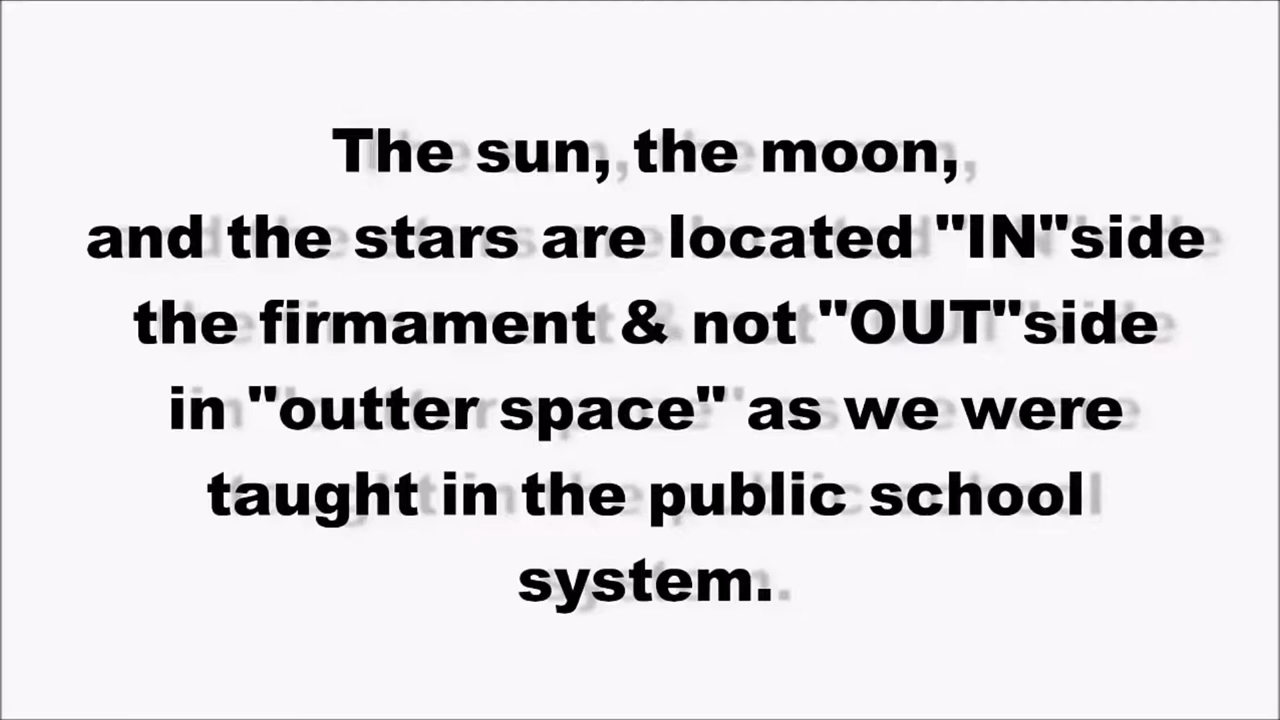 The sun, the moon,
and the stars are located "IN"side
the firmament & not "OUT"side
in "outter space" as we were
taught in the public school
system.